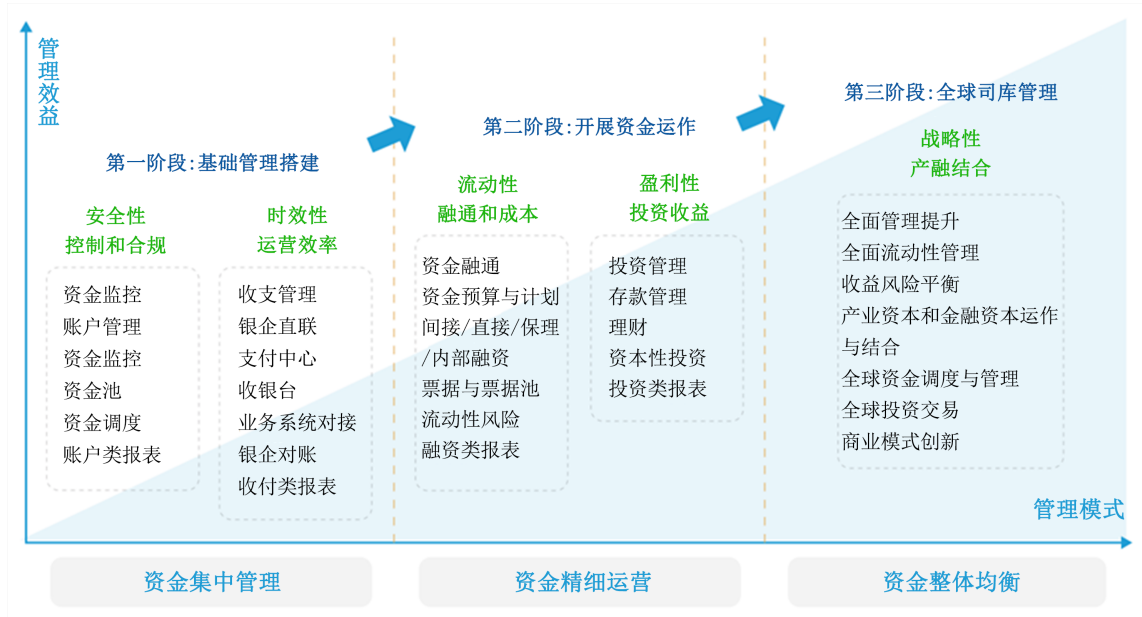 管理效益
第一阶段:基础管理搭建
安全性
控制和合规
资金监控
账户管理
资金监控
资金池
资金调度
账户类报表
时效性
运营效率
收支管理
银企直联
支付中心
收银台
业务系统对接
银企对账
收付类报表
第二阶段:开展资金运作
流动性
融通和成本
资金融通
资金预算与计划
间接/直接/保理
/内部融资
票据与票据池
流动性风险
融资类报表
盈利性
投资收益
投资管理
存款管理
理财
资本性投资
投资类报表
第三阶段:全球司库管理
战略性
产融结合
全面管理提升
全面流动性管理
收益风险平衡
产业资本和金融资本运作
与结合
全球资金调度与管理
全球投资交易
商业模式创新
管理模式
资金集中管理
资金精细运营
资金整体均衡